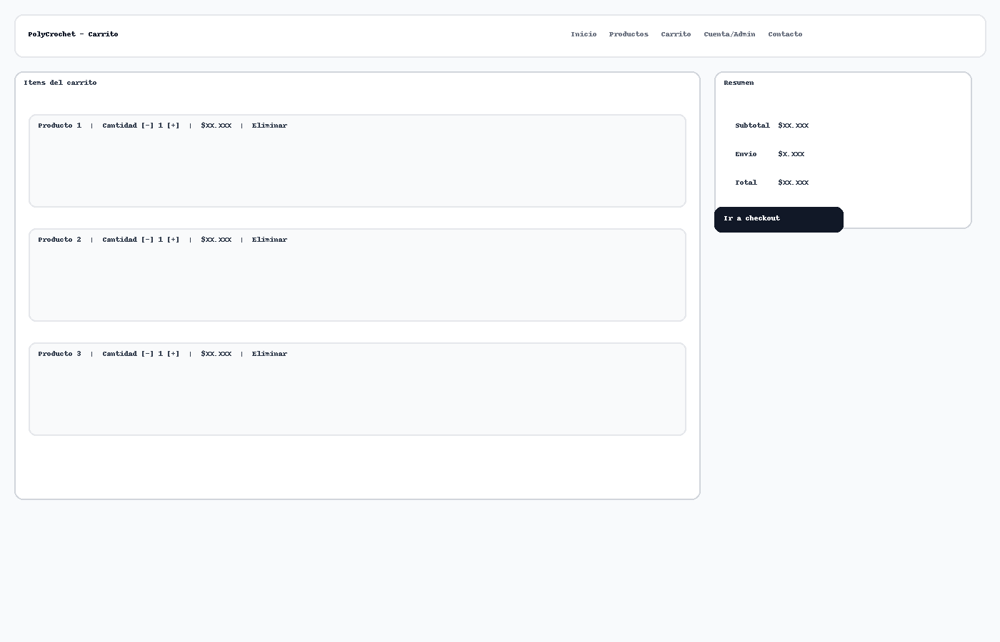 PolyCrochet - Carrito
Inicio   Productos   Carrito   Cuenta/Admin   Contacto
Items del carrito
Producto 1  |  Cantidad [-] 1 [+]  |  $XX.XXX  |  Eliminar
Producto 2  |  Cantidad [-] 1 [+]  |  $XX.XXX  |  Eliminar
Producto 3  |  Cantidad [-] 1 [+]  |  $XX.XXX  |  Eliminar
Resumen
Subtotal  $XX.XXX
Envio     $X.XXX
Total     $XX.XXX
Ir a checkout